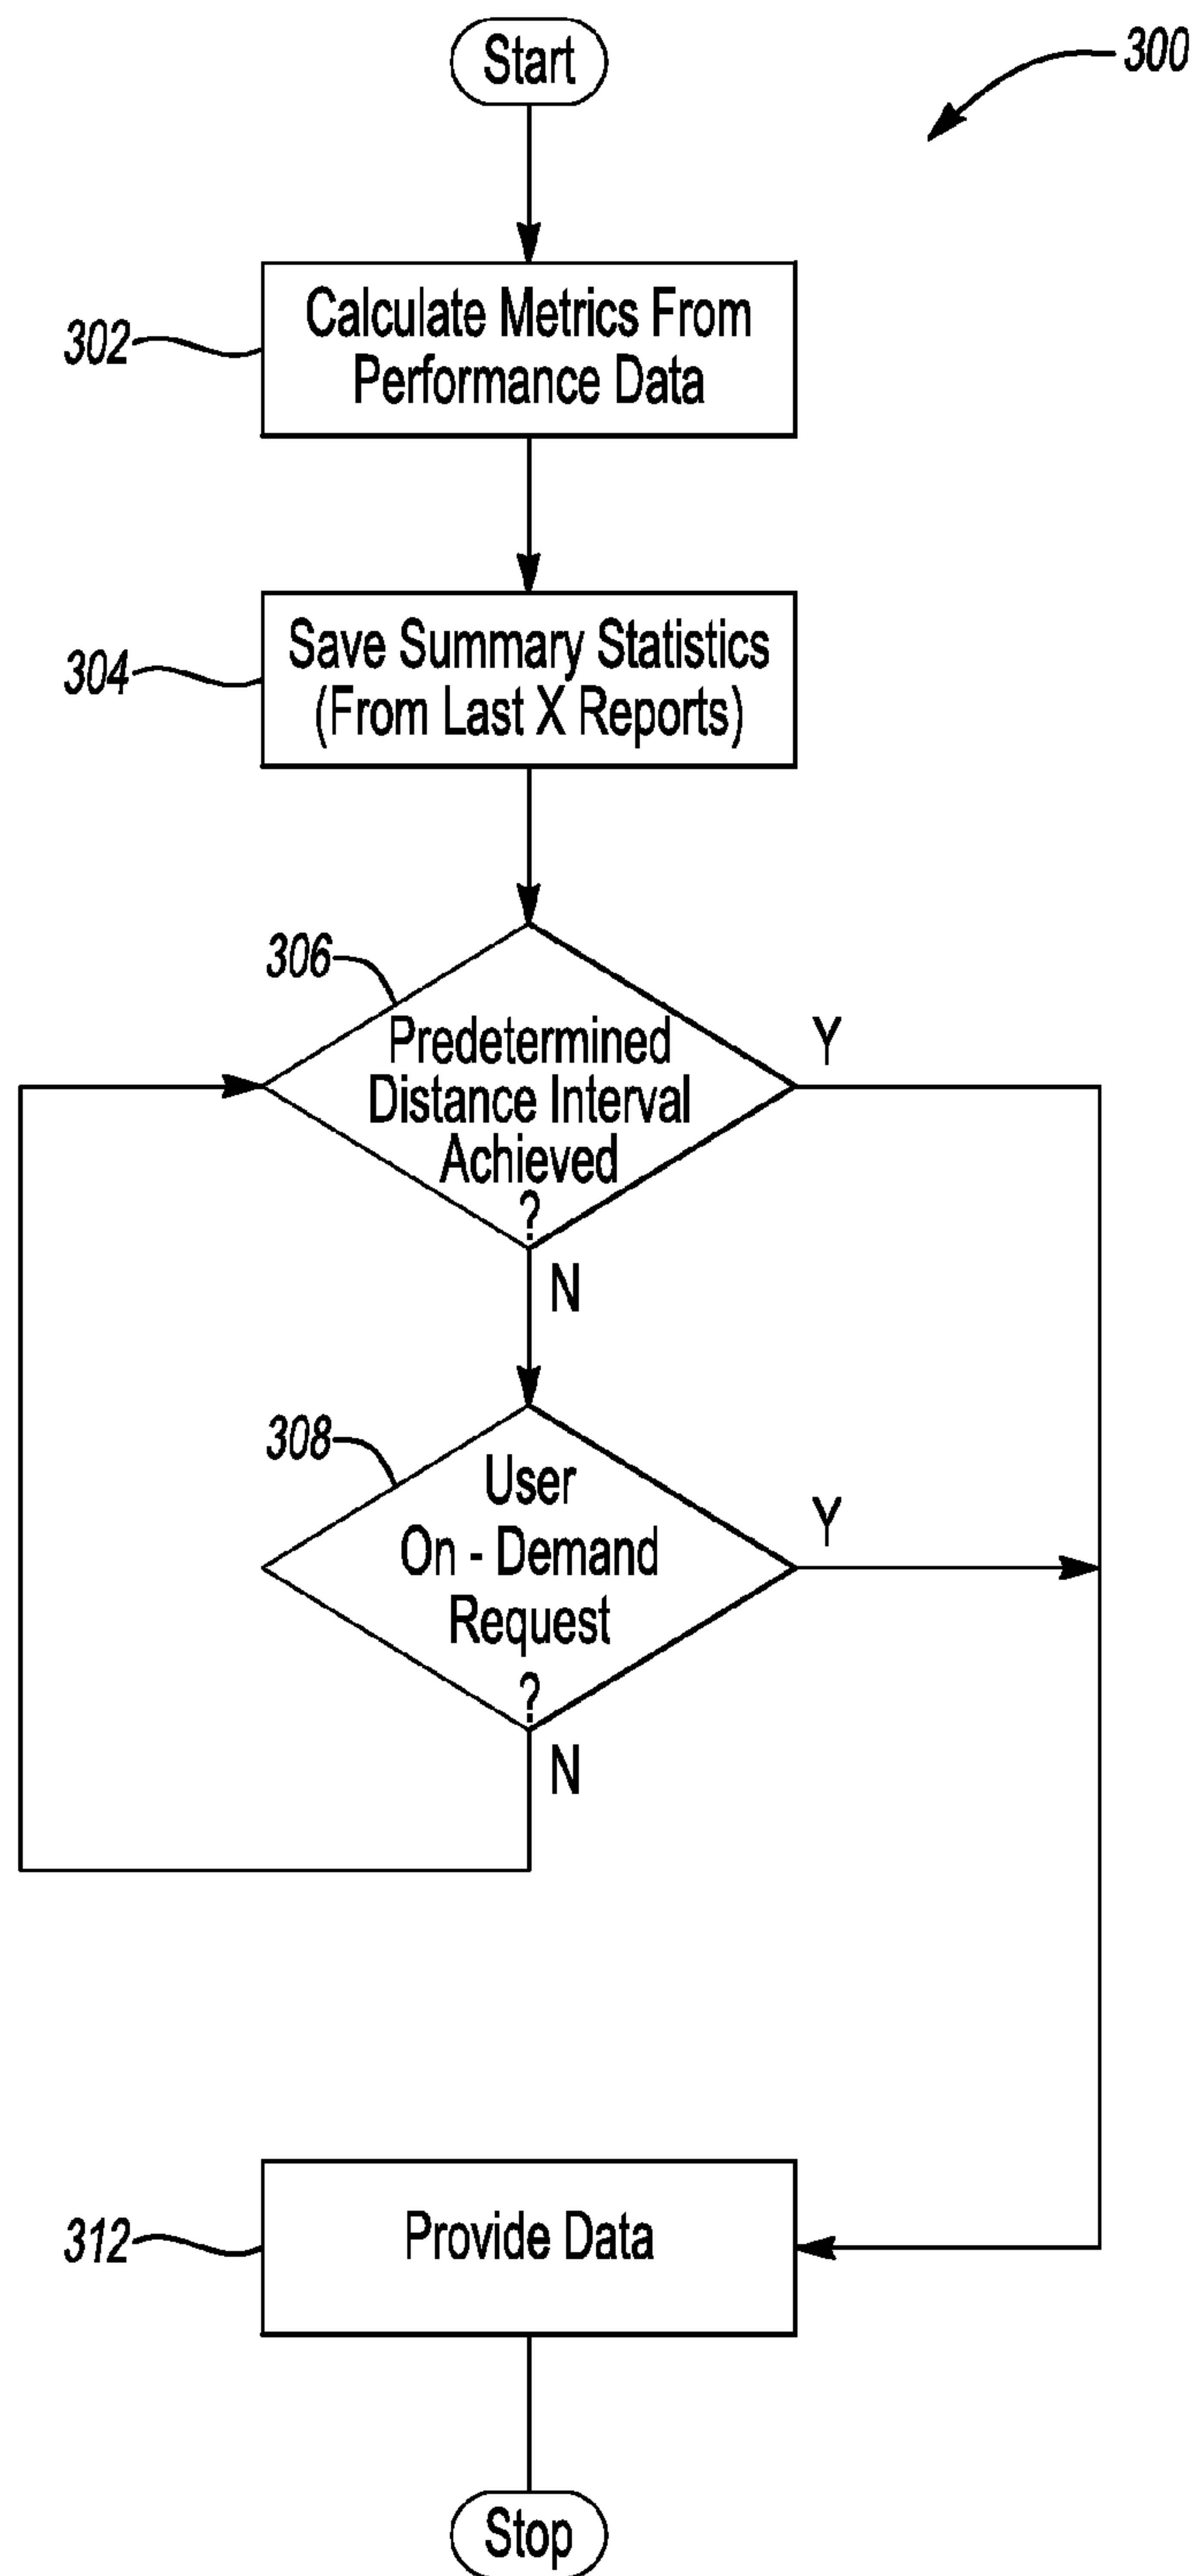 Start
300
302
Calculate Metrics From
Performance Data
304
Save Summary Statistics
(From Last X Reports)
306
Predetermined
Distance Interval
Achieved
?
Y
N
308
User
On - Demand
Request
?
Y
N
312
Provide Data
Stop